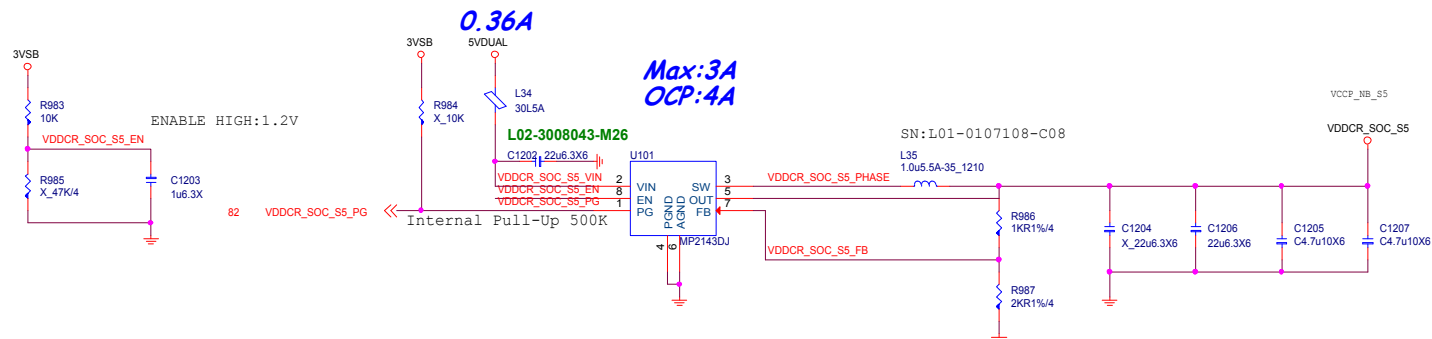 0.36A
3VSB
3VSB
5VDUAL
Max:3A
OCP:4A
VCCP_NB_S5
R983
10K
R984
X_10K
L34
30L5A
ENABLE HIGH:1.2V
VDDCR_SOC_S5_EN
L02-3008043-M26
SN:L01-0107108-C08
VDDCR_SOC_S5
C1202
22u6.3X6
U101
L35
1.0u5.5A-35_1210
R985
X_47K/4
C1203
1u6.3X
VDDCR_SOC_S5_VIN
2
VIN
SW
3
VDDCR_SOC_S5_PHASE
VDDCR_SOC_S5_EN
8
EN
OUT
5
82
VDDCR_SOC_S5_PG
VDDCR_SOC_S5_PG
1
PG
FB
7
Internal Pull-Up 500K
PGND
AGND
4
6
MP2143DJ
VDDCR_SOC_S5_FB
R986
1KR1%/4
C1204
X_22u6.3X6
C1206
22u6.3X6
C1205
C4.7u10X6
C1207
C4.7u10X6
R987
2KR1%/4